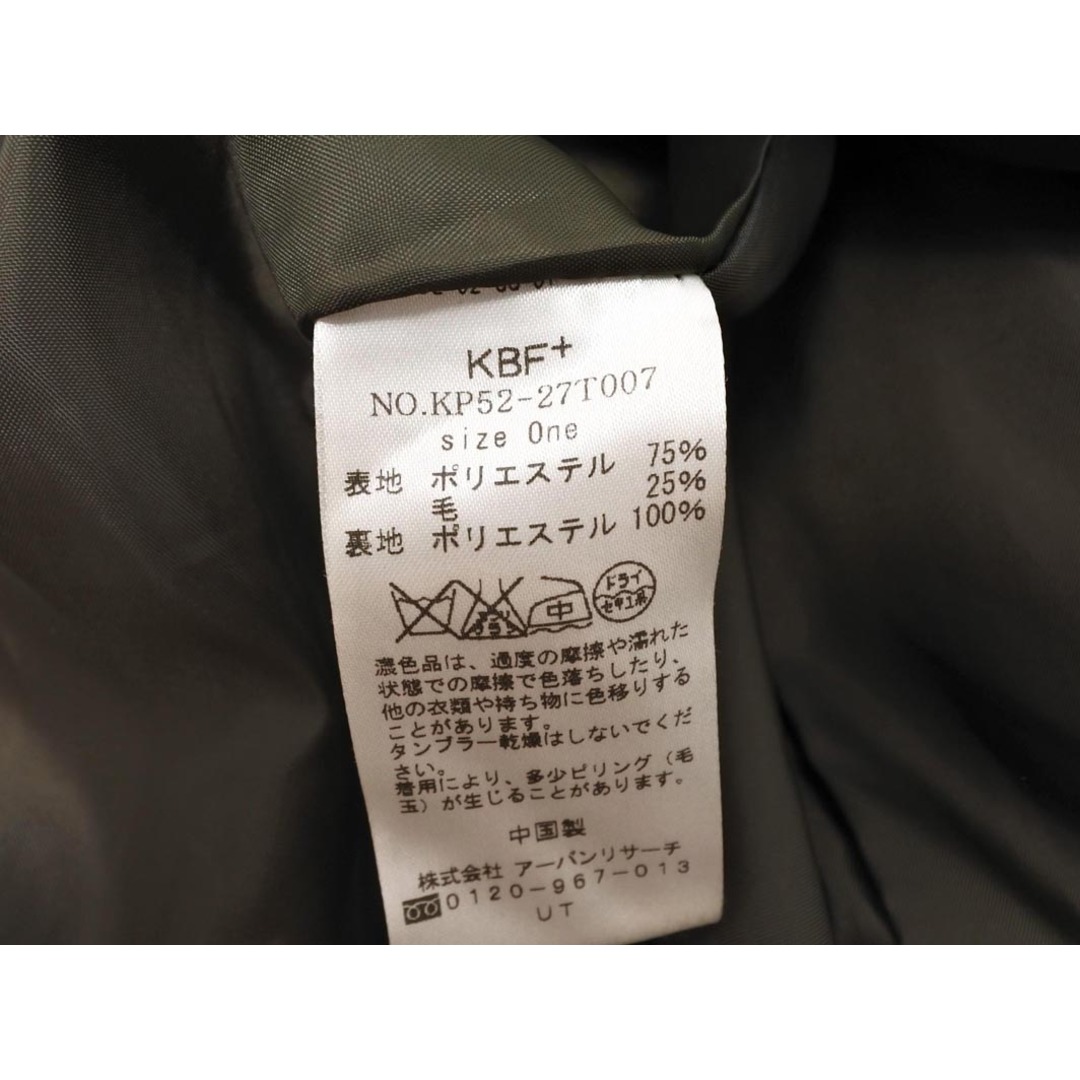 KBF+
NO.KP52-27T007
size One
表地 ポリエステル 75%
毛 25%
裏地 ポリエステル 100%
中 ドライ
濃色品は、過度の摩擦や濡れた
状態での摩擦で色落ちしたり、
他の衣類や持ち物に色移りする
ことがあります。
タンブラー乾燥はしないでくだ
さい。
着用により、多少ピリング（毛
玉）が生じることがあります。
中国製
株式会社 アーバンリサーチ
0120-967-013
UT